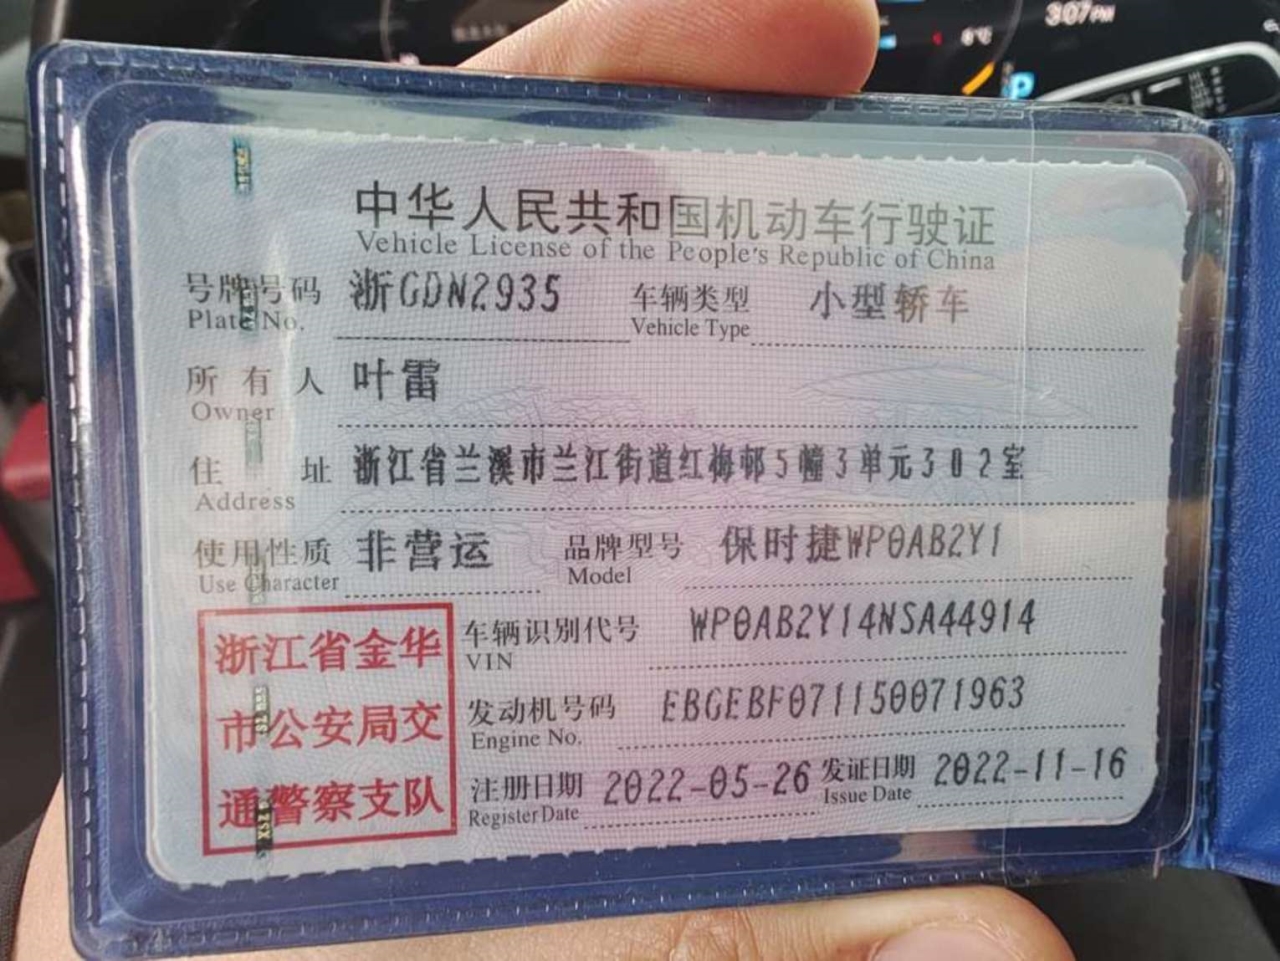 3:07PM
6℃
P
中华人民共和国机动车行驶证
Vehicle License of the People's Republic of China
号牌号码 浙GDN2935 车辆类型 小型轿车
Plate No. Vehicle Type
所有人 叶雷
Owner
住址 浙江省兰溪市兰江街道红梅邨5幢3单元302室
Address
使用性质 非营运 品牌型号 保时捷WP0AB2Y1
Use Character Model
浙江省金华 车辆识别代号 WP0AB2Y14NSA44914
VIN
市公安局交 发动机号码 EBGEBF071150071963
Engine No.
通警察支队 注册日期 2022-05-26 发证日期 2022-11-16
Register Date Issue Date